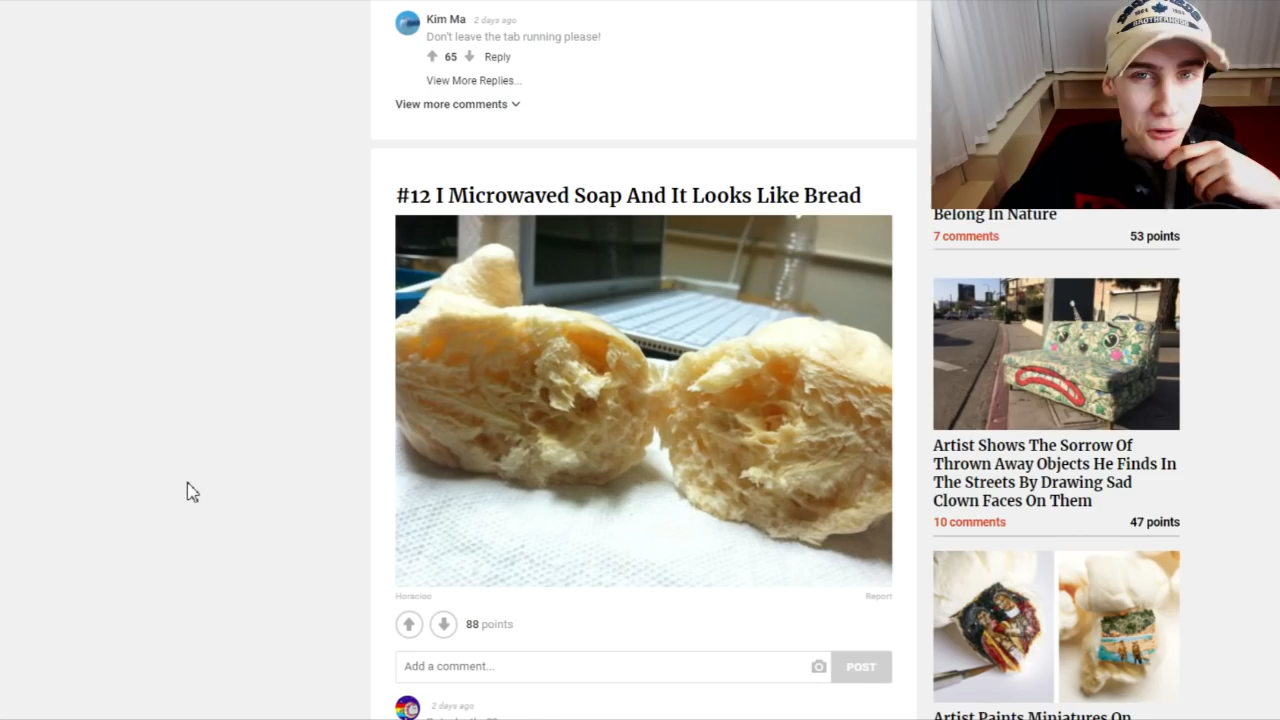 Kim Ma 2 days ago
Don't leave the tab running please!
65 Reply
View More Replies...
View more comments
#12 I Microwaved Soap And It Looks Like Bread
Horacioo
Report
88 points
Add a comment...
POST
2 days ago
BROTHERHOOD
Belong In Nature
7 comments 53 points
Artist Shows The Sorrow Of
Thrown Away Objects He Finds In
The Streets By Drawing Sad
Clown Faces On Them
10 comments 47 points
Artist Paints Miniatures On